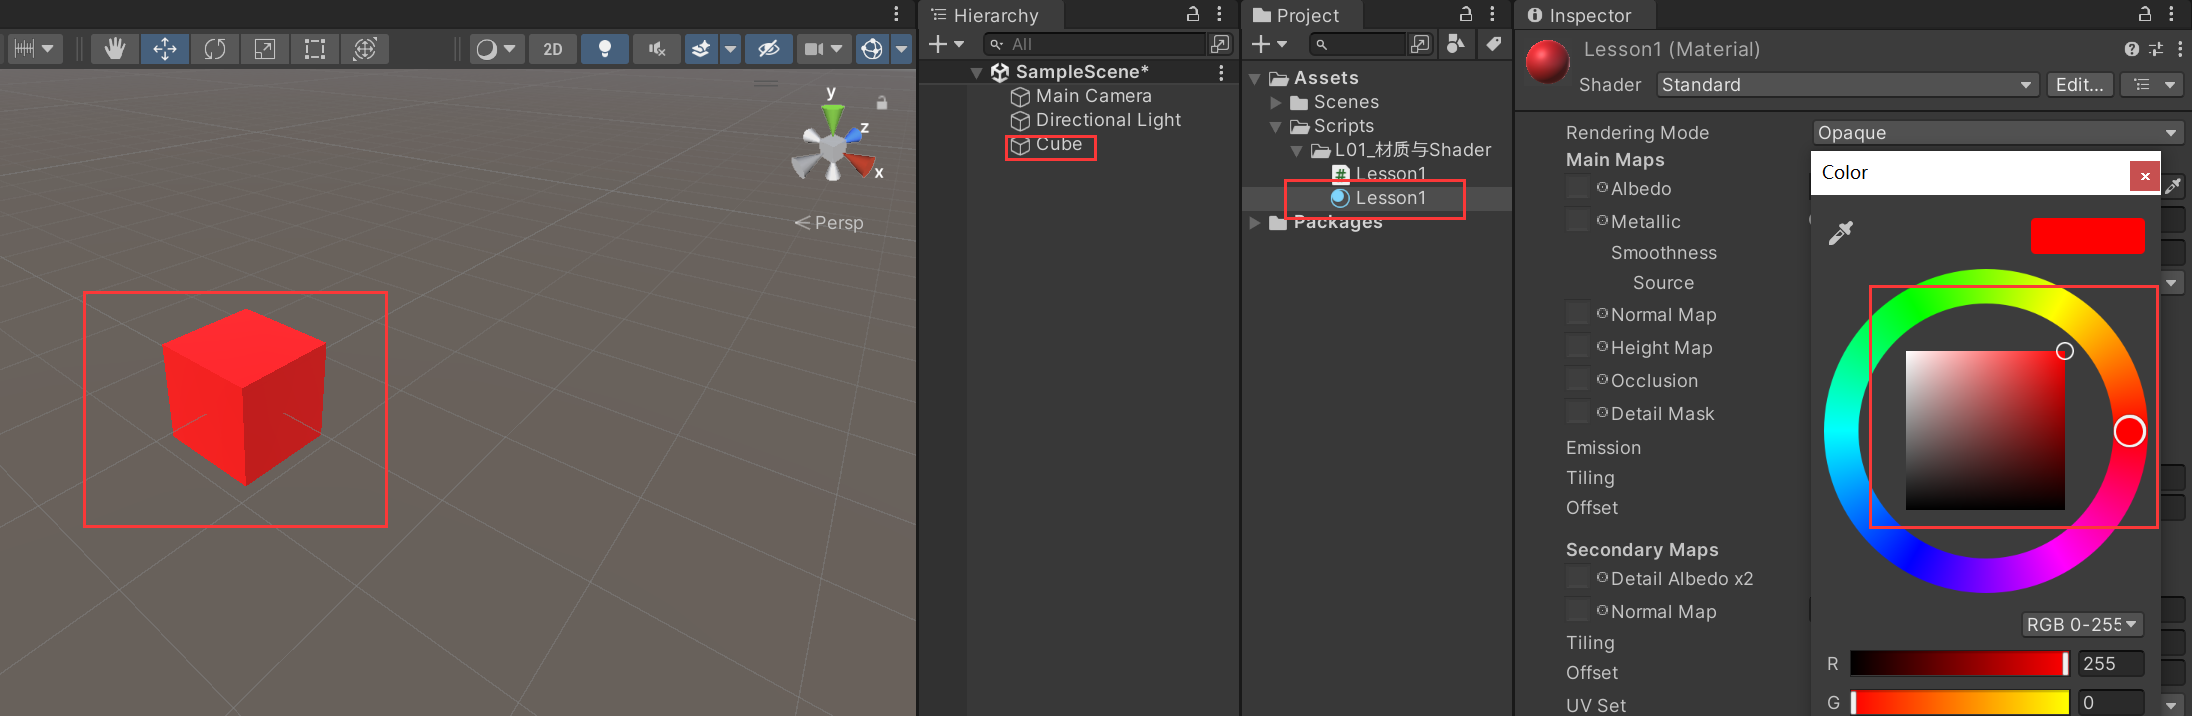 2D
y
z
x
Persp
Hierarchy
All
SampleScene*
Main Camera
Directional Light
Cube
Project
Assets
Scenes
Scripts
L01_材质与Shader
Lesson1
Lesson1
Packages
Inspector
Lesson1 (Material)
Shader Standard Edit...
Rendering Mode Opaque
Main Maps
Albedo
Metallic
Smoothness
Source
Normal Map
Height Map
Occlusion
Detail Mask
Emission
Tiling
Offset
Secondary Maps
Detail Albedo x2
Normal Map
Tiling
Offset
UV Set
Color
RGB 0-255
R 255
G 0